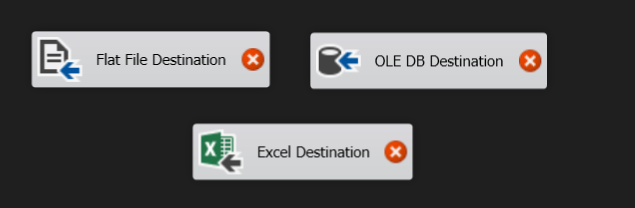 Flat File Destination
OLE DB Destination
Excel Destination